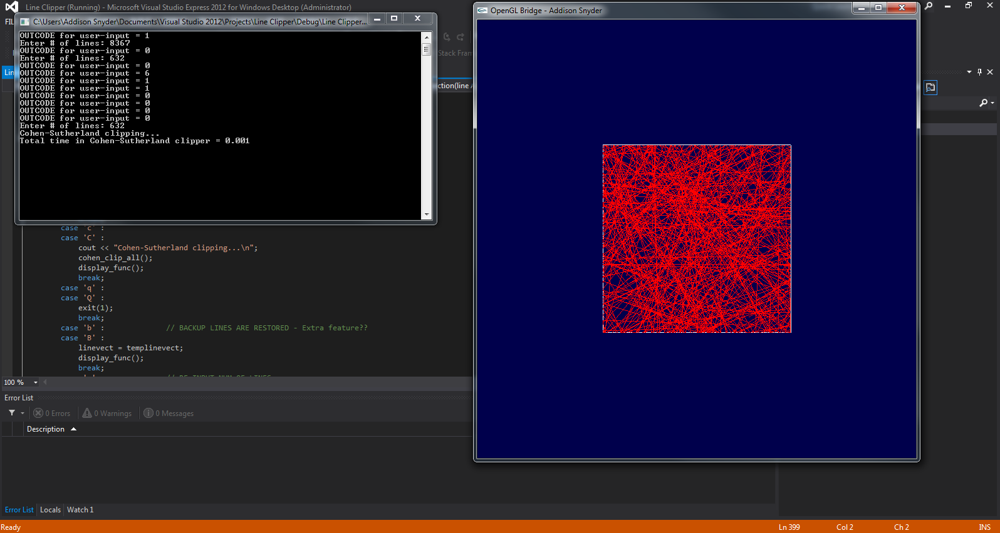 Line Clipper (Running) - Microsoft Visual Studio Express 2012 for Windows Desktop (Administrator)
C:\Users\Addison Snyder\Documents\Visual Studio 2012\Projects\Line Clipper\Debug\Line Clipper...
OUTCODE for user-input = 1
Enter # of lines: 8367
OUTCODE for user-input = 0
Enter # of lines: 632
OUTCODE for user-input = 0
OUTCODE for user-input = 6
OUTCODE for user-input = 1
OUTCODE for user-input = 1
OUTCODE for user-input = 0
OUTCODE for user-input = 0
OUTCODE for user-input = 0
OUTCODE for user-input = 0
Enter # of lines: 632
Cohen-Sutherland clipping...
Total time in Cohen-Sutherland clipper = 0.001
OpenGL Bridge - Addison Snyder
FIL
Stack Fram
Lin
ction(line
case 'c' :
case 'C' :
cout << "Cohen-Sutherland clipping...\n";
cohen_clip_all();
display_func();
break;
case 'q' :
case 'Q' :
exit(1);
break;
case 'b' : // BACKUP LINES ARE RESTORED - Extra feature??
case 'B' :
linevect = templinevect;
display_func();
break;
100 %
Error List
0 Errors
0 Warnings
0 Messages
Description
Error List
Locals
Watch 1
Ready
Ln 399
Col 2
Ch 2
INS